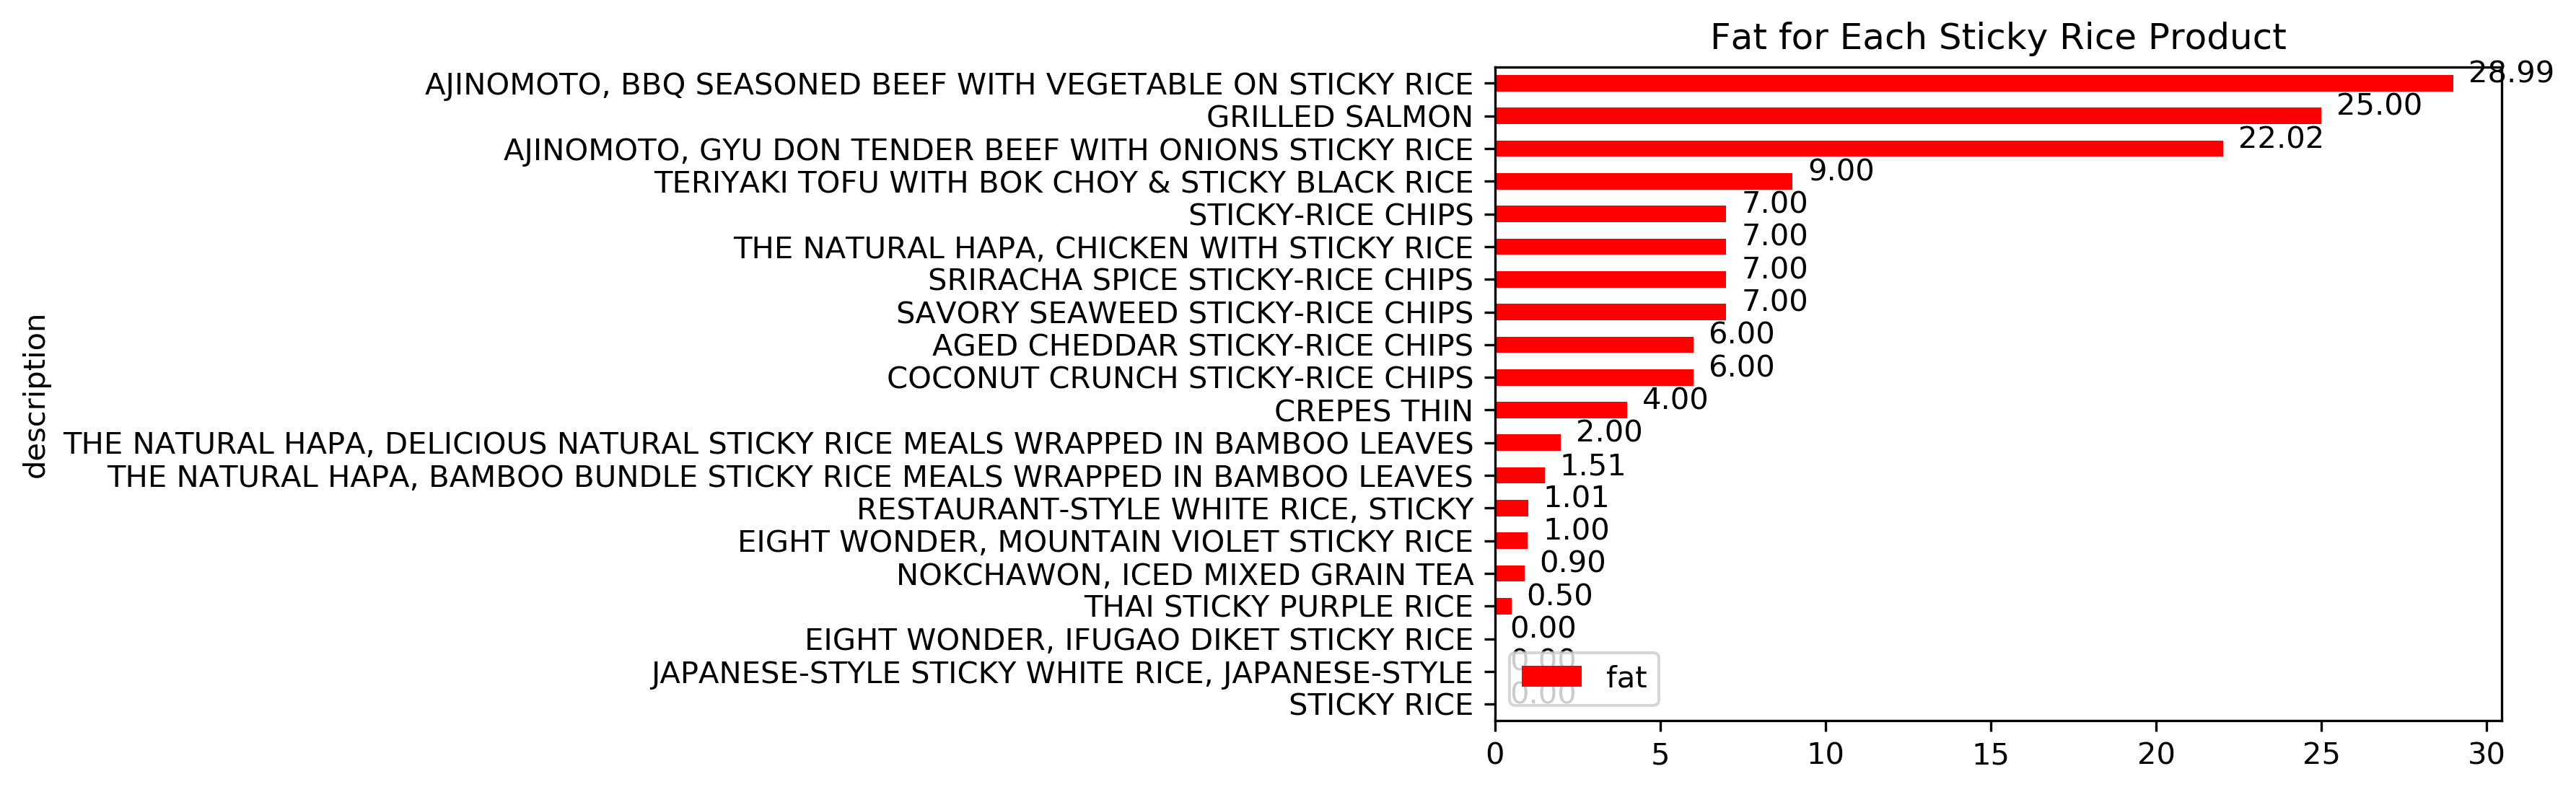 Fat for Each Sticky Rice Product
AJINOMOTO, BBQ SEASONED BEEF WITH VEGETABLE ON STICKY RICE 28.99
GRILLED SALMON 25.00
AJINOMOTO, GYU DON TENDER BEEF WITH ONIONS STICKY RICE 22.02
TERIYAKI TOFU WITH BOK CHOY & STICKY BLACK RICE 9.00
STICKY-RICE CHIPS 7.00
THE NATURAL HAPA, CHICKEN WITH STICKY RICE 7.00
SRIRACHA SPICE STICKY-RICE CHIPS 7.00
SAVORY SEAWEED STICKY-RICE CHIPS 7.00
AGED CHEDDAR STICKY-RICE CHIPS 6.00
COCONUT CRUNCH STICKY-RICE CHIPS 6.00
CREPES THIN 4.00
THE NATURAL HAPA, DELICIOUS NATURAL STICKY RICE MEALS WRAPPED IN BAMBOO LEAVES 2.00
THE NATURAL HAPA, BAMBOO BUNDLE STICKY RICE MEALS WRAPPED IN BAMBOO LEAVES 1.51
RESTAURANT-STYLE WHITE RICE, STICKY 1.01
EIGHT WONDER, MOUNTAIN VIOLET STICKY RICE 1.00
NOKCHAWON, ICED MIXED GRAIN TEA 0.90
THAI STICKY PURPLE RICE 0.50
EIGHT WONDER, IFUGAO DIKET STICKY RICE 0.00
JAPANESE-STYLE STICKY WHITE RICE, JAPANESE-STYLE 0.00
STICKY RICE 0.00
description
fat
0 5 10 15 20 25 30